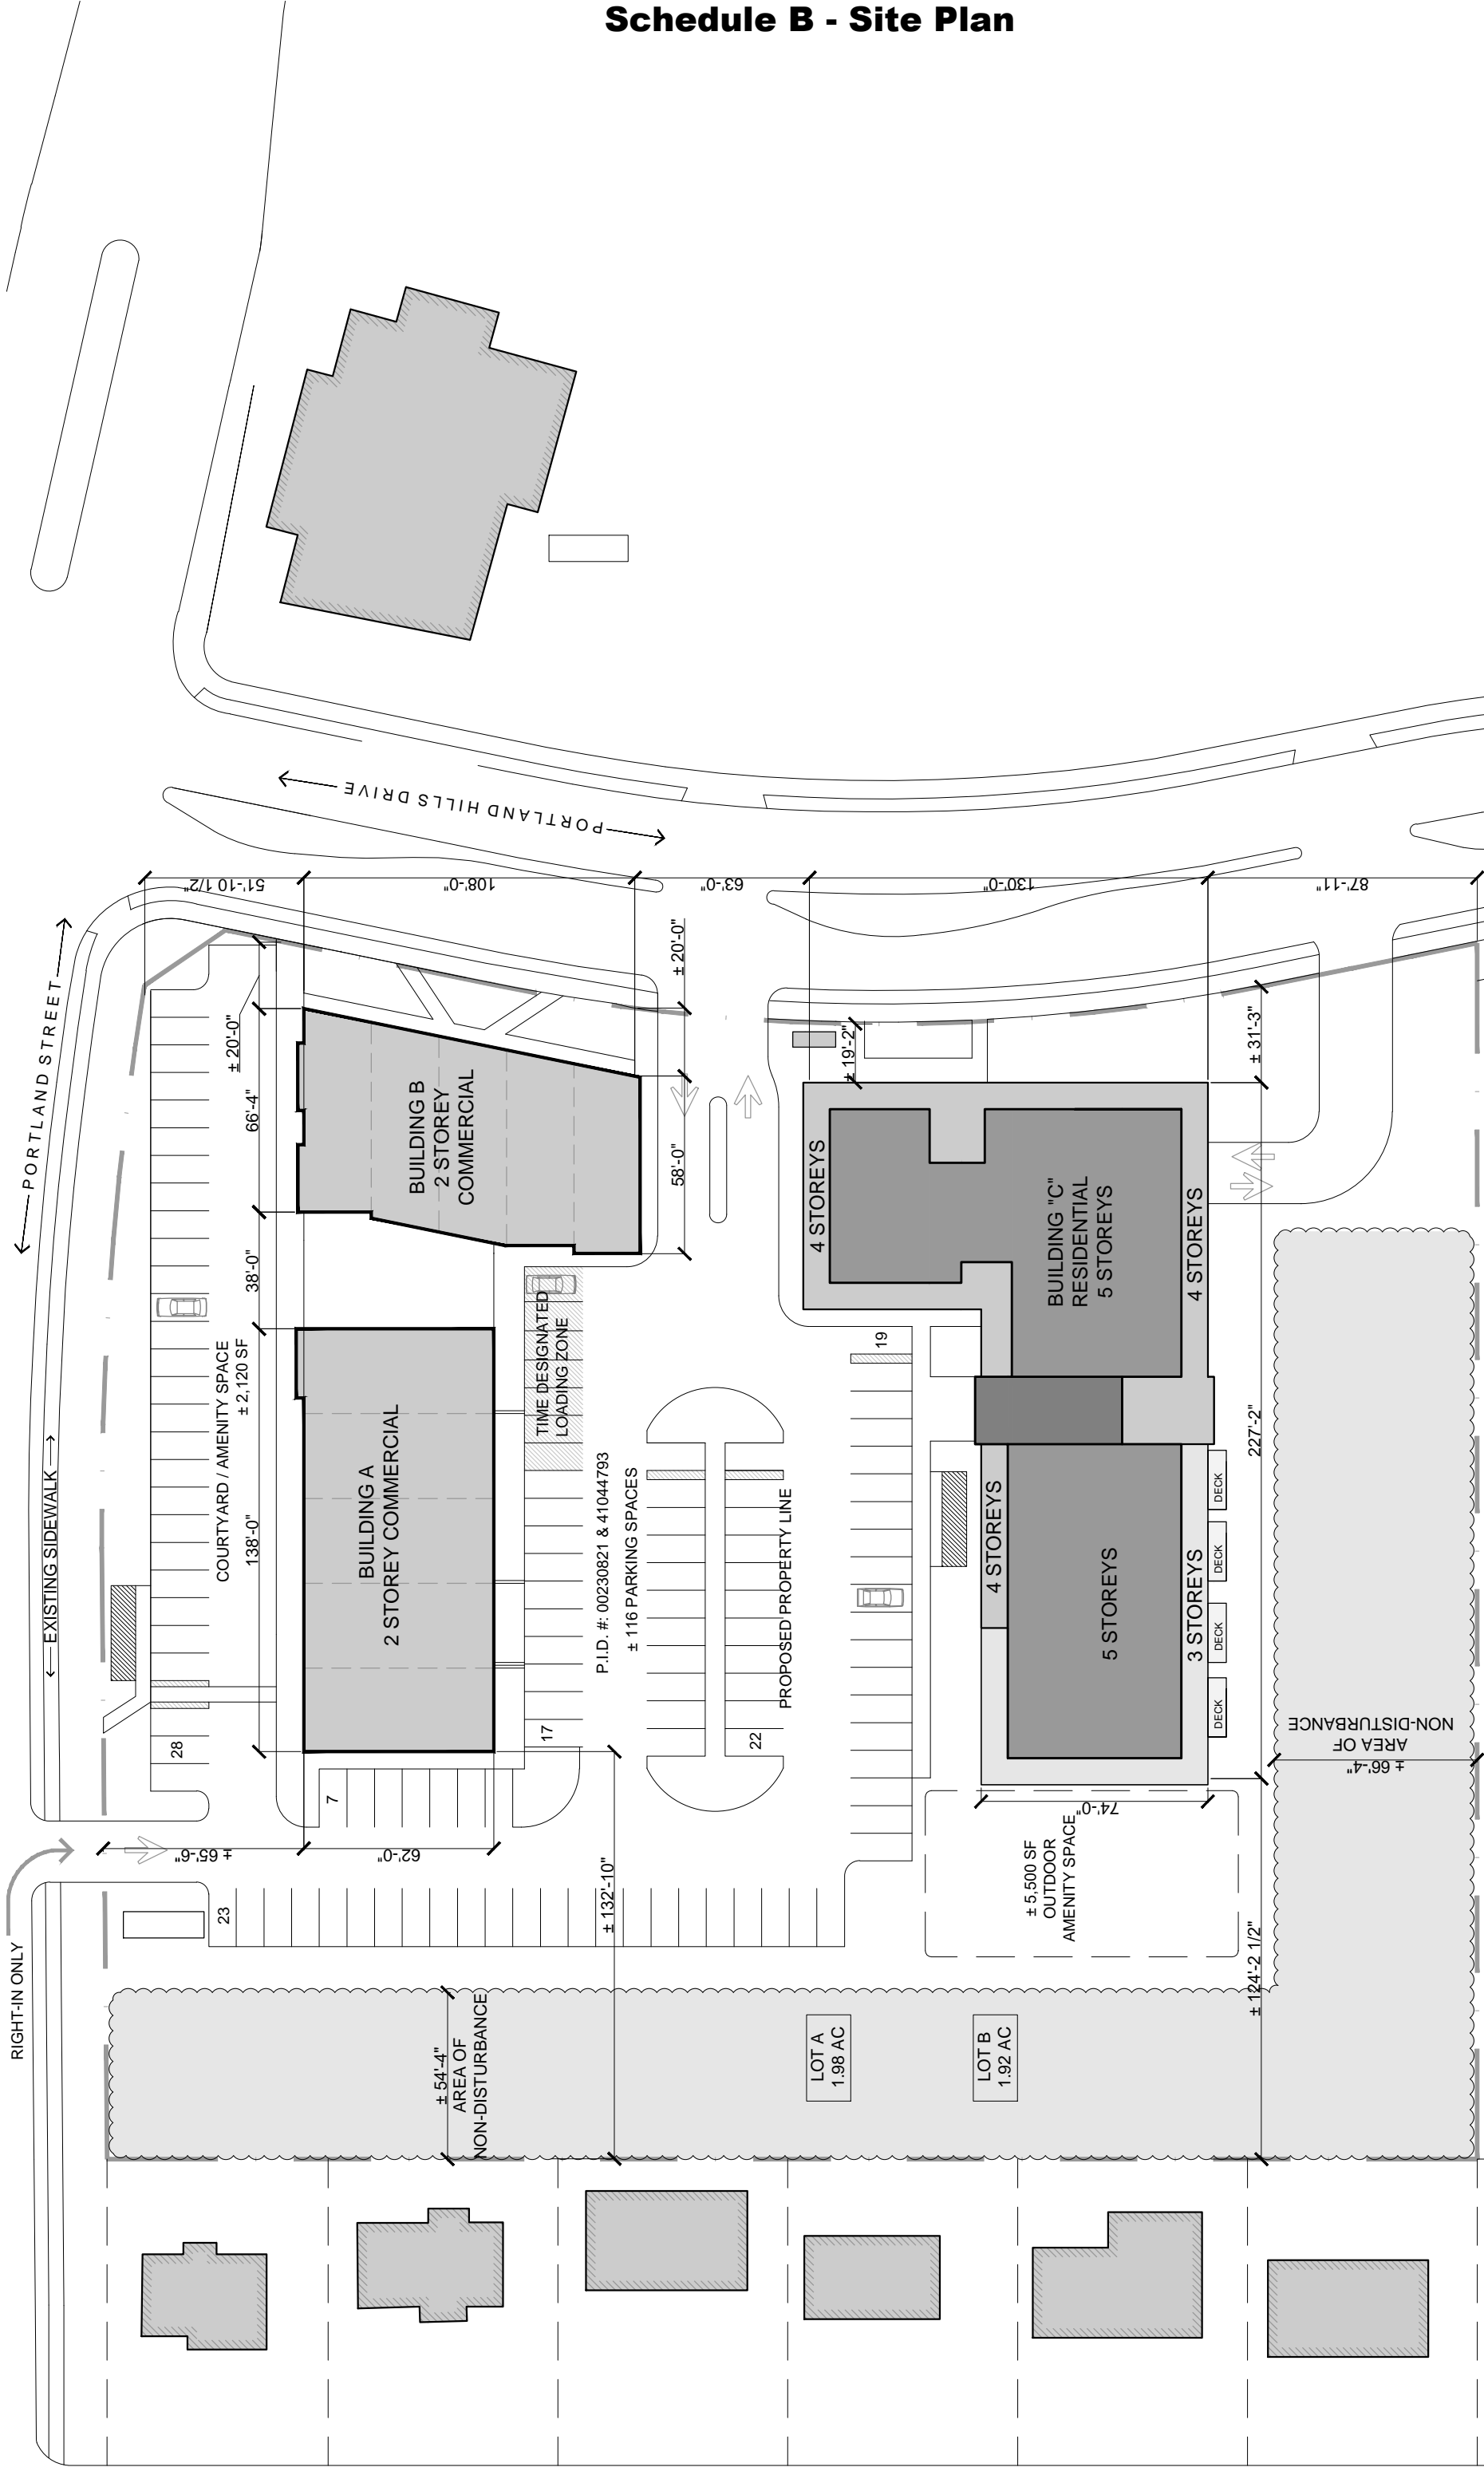 Schedule B - Site Plan
PORTLAND HILLS DRIVE
51'-10 1/2"
108'-0"
63'-0"
130'-0"
87'-11"
PORTLAND STREET
± 20'-0"
± 20'-0"
± 19'-2"
± 31'-3"
66'-4"
58'-0"
38'-0"
BUILDING B
2 STOREY
COMMERCIAL
4 STOREYS
BUILDING "C"
RESIDENTIAL
5 STOREYS
4 STOREYS
COURTYARD / AMENITY SPACE
± 2,120 SF
TIME DESIGNATED
LOADING ZONE
19
227'-2"
EXISTING SIDEWALK
138'-0"
BUILDING A
2 STOREY COMMERCIAL
P.I.D. #: 00230821 & 41044793
± 116 PARKING SPACES
PROPOSED PROPERTY LINE
4 STOREYS
5 STOREYS
3 STOREYS
DECK
DECK
DECK
DECK
28
7
17
22
AREA OF
NON-DISTURBANCE
± 66'-4"
74'-0"
± 65'-6"
62'-0"
RIGHT-IN ONLY
23
± 132'-10"
± 5,500 SF
OUTDOOR
AMENITY SPACE
± 124'-2 1/2"
± 54'-4"
AREA OF
NON-DISTURBANCE
LOT A
1.98 AC
LOT B
1.92 AC